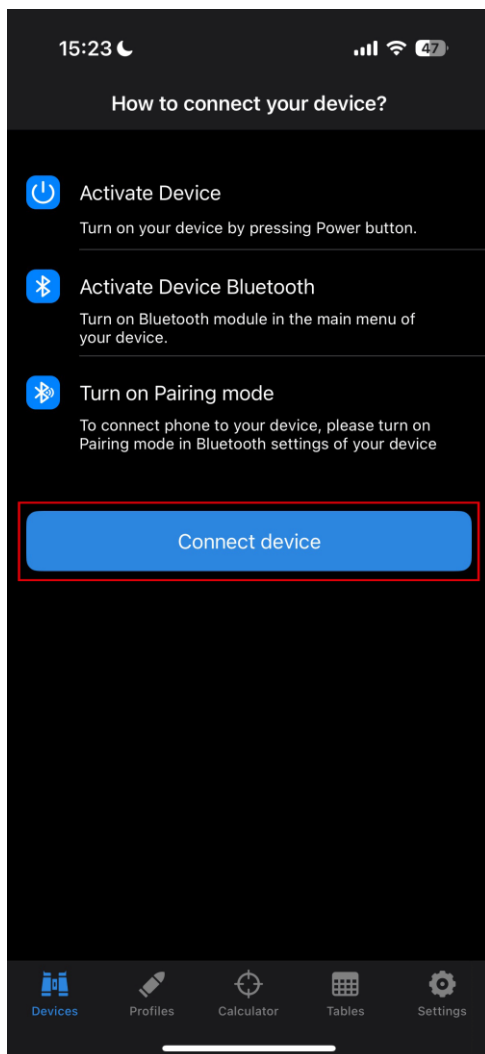 15:23
47
How to connect your device?
Activate Device
Turn on your device by pressing Power button.
Activate Device Bluetooth
Turn on Bluetooth module in the main menu of
your device.
Turn on Pairing mode
To connect phone to your device, please turn on
Pairing mode in Bluetooth settings of your device
Connect device
Devices
Profiles
Calculator
Tables
Settings